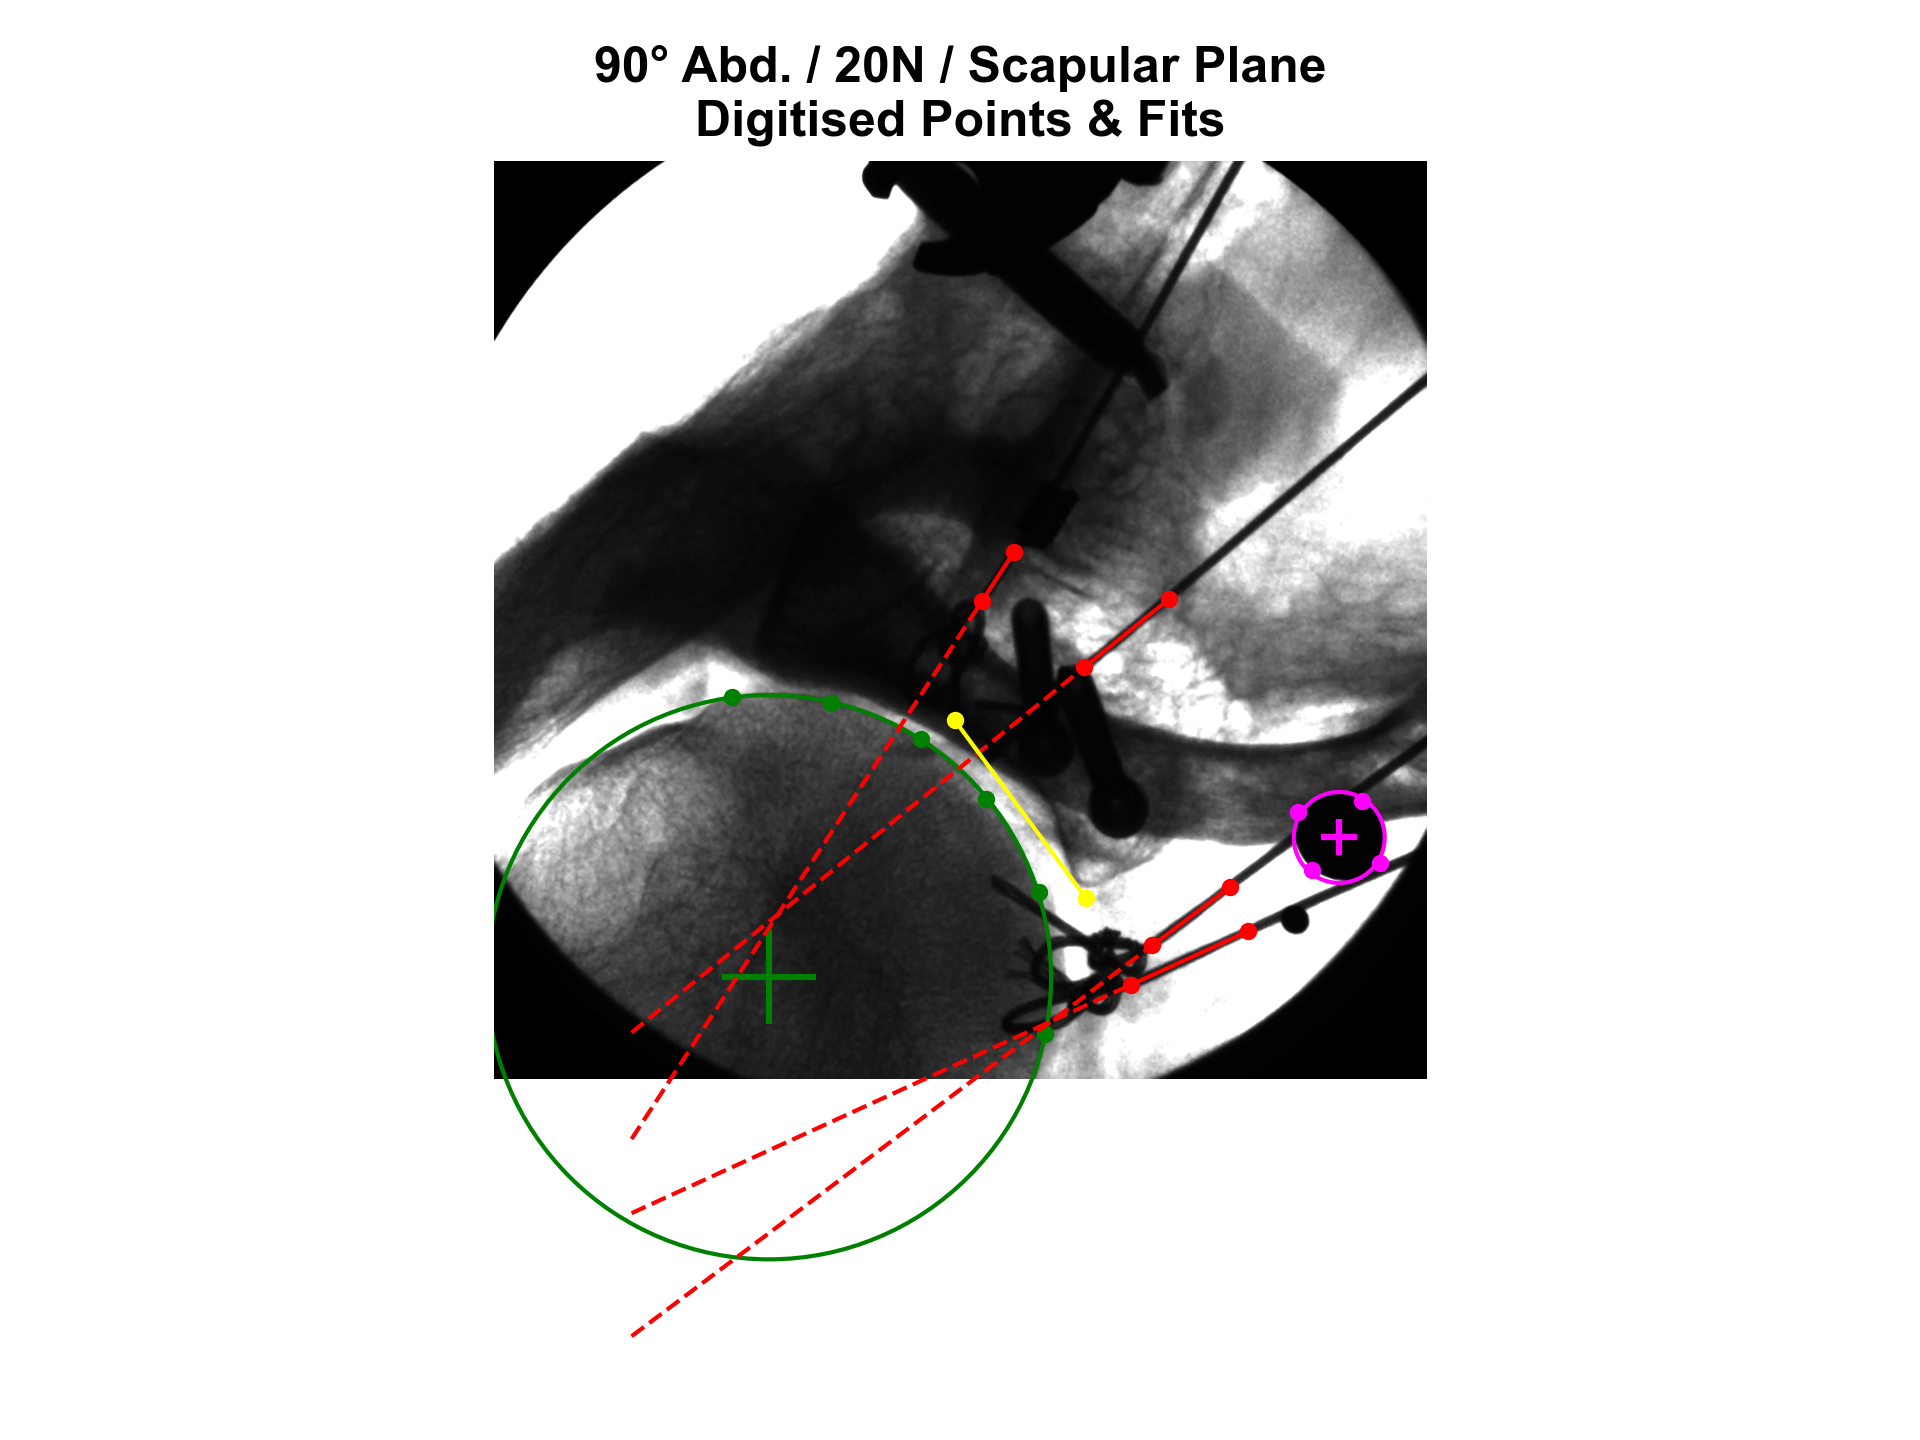 90° Abd. / 20N / Scapular Plane
Digitised Points & Fits